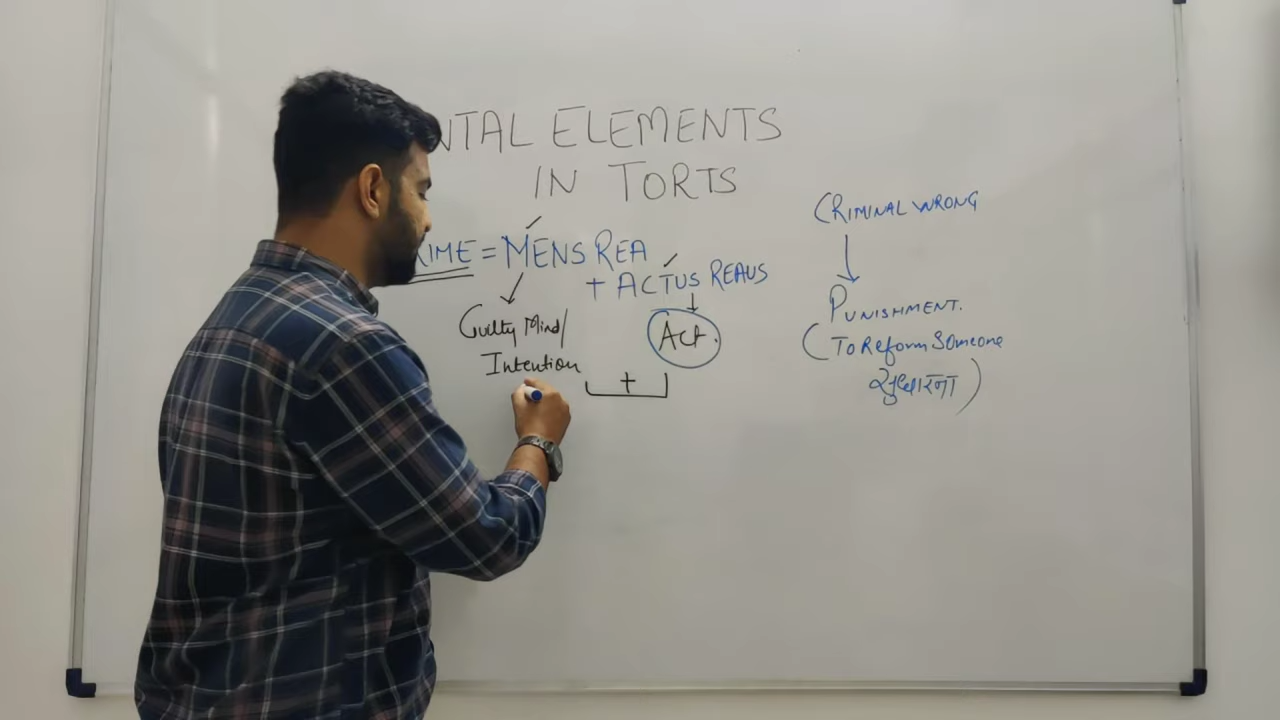 NTAL ELEMENTS
IN TORTS
RIME = MENS REA
+ ACTUS REAUS
Guilty Mind/
Intention
Act.
+
CRIMINAL WRONG
PUNISHMENT.
(To Reform Someone
सुधारना)